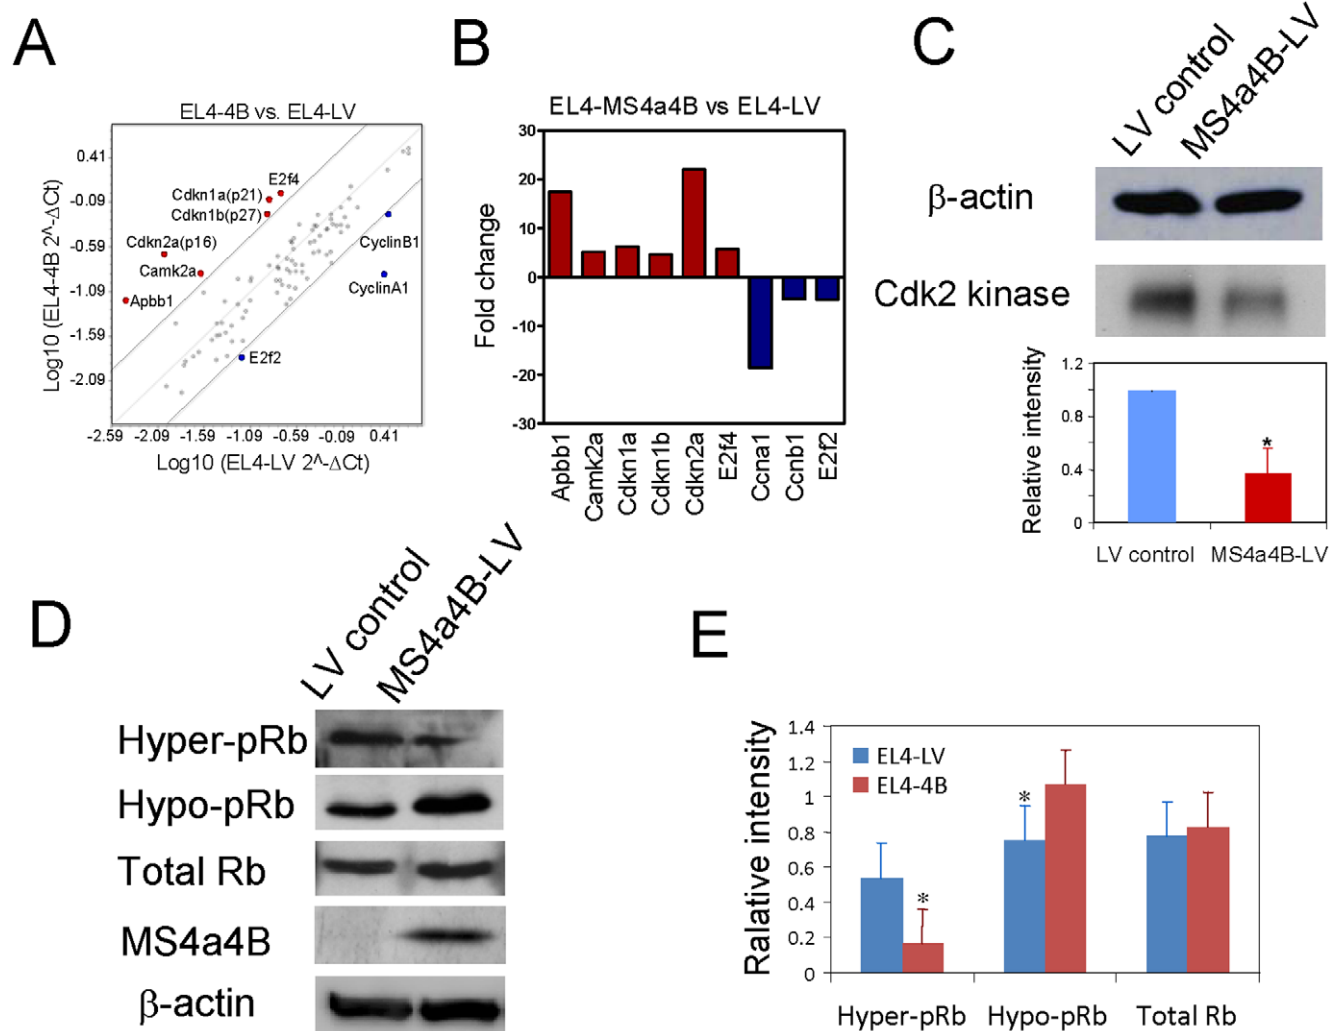 A
EL4-4B vs. EL4-LV
Log10 (EL4-4B 2^-ΔCt)
0.41
-0.09
-0.59
-1.09
-1.59
-2.09
E2f4
Cdkn1a(p21)
Cdkn1b(p27)
Cdkn2a(p16)
Camk2a
Apbb1
CyclinB1
CyclinA1
E2f2
-2.59 -2.09 -1.59 -1.09 -0.59 -0.09 0.41
Log10 (EL4-LV 2^-ΔCt)
B
EL4-MS4a4B vs EL4-LV
Fold change
30
20
10
0
-10
-20
-30
Apbb1
Camk2a
Cdkn1a
Cdkn1b
Cdkn2a
E2f4
Ccna1
Ccnb1
E2f2
C
LV control
MS4a4B-LV
β-actin
Cdk2 kinase
Relative intensity
1.2
0.8
0.4
0
*
LV control MS4a4B-LV
D
LV control
MS4a4B-LV
Hyper-pRb
Hypo-pRb
Total Rb
MS4a4B
β-actin
E
Ralative intensity
1.4
1.2
1
0.8
0.6
0.4
0.2
0
EL4-LV
EL4-4B
*
*
Hyper-pRb Hypo-pRb Total Rb